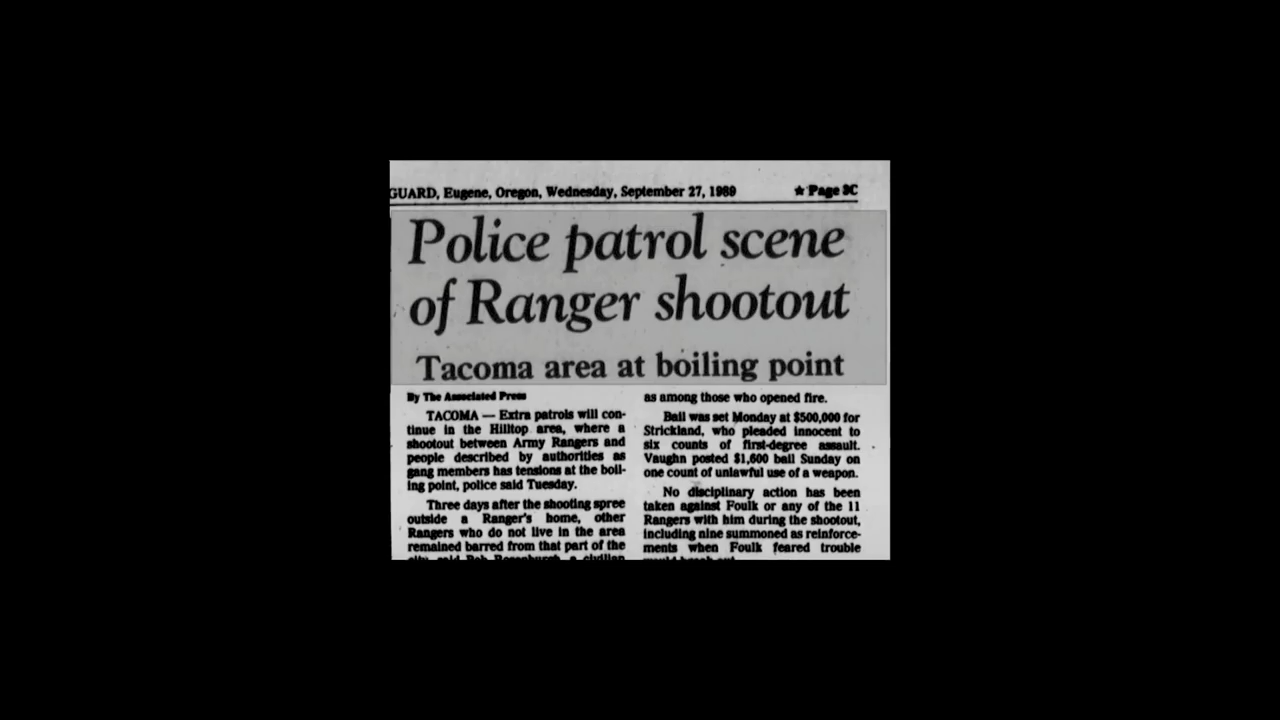 GUARD, Eugene, Oregon, Wednesday, September 27, 1989 ★ Page 3C
Police patrol scene
of Ranger shootout
Tacoma area at boiling point
By The Associated Press
TACOMA — Extra patrols will con-
tinue in the Hilltop area, where a
shootout between Army Rangers and
people described by authorities as
gang members has tensions at the boil-
ing point, police said Tuesday.
Three days after the shooting spree
outside a Ranger's home, other
Rangers who do not live in the area
remained barred from that part of the
as among those who opened fire.
Bail was set Monday at $500,000 for
Strickland, who pleaded innocent to
six counts of first-degree assault.
Vaughn posted $1,600 bail Sunday on
one count of unlawful use of a weapon.
No disciplinary action has been
taken against Foulk or any of the 11
Rangers with him during the shootout,
including nine summoned as reinforce-
ments when Foulk feared trouble